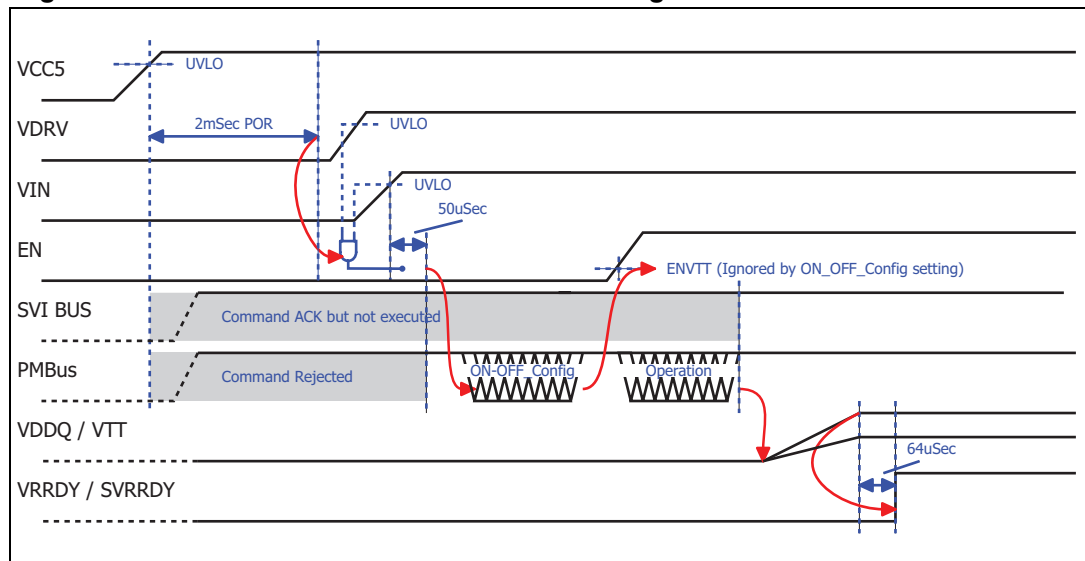 VCC5
UVLO
2mSec POR
VDRV
UVLO
VIN
UVLO
50uSec
EN
ENVTT (Ignored by ON_OFF_Config setting)
SVI BUS
Command ACK but not executed
PMBus
Command Rejected
ON-OFF_Config
Operation
VDDQ / VTT
64uSec
VRRDY / SVRRDY